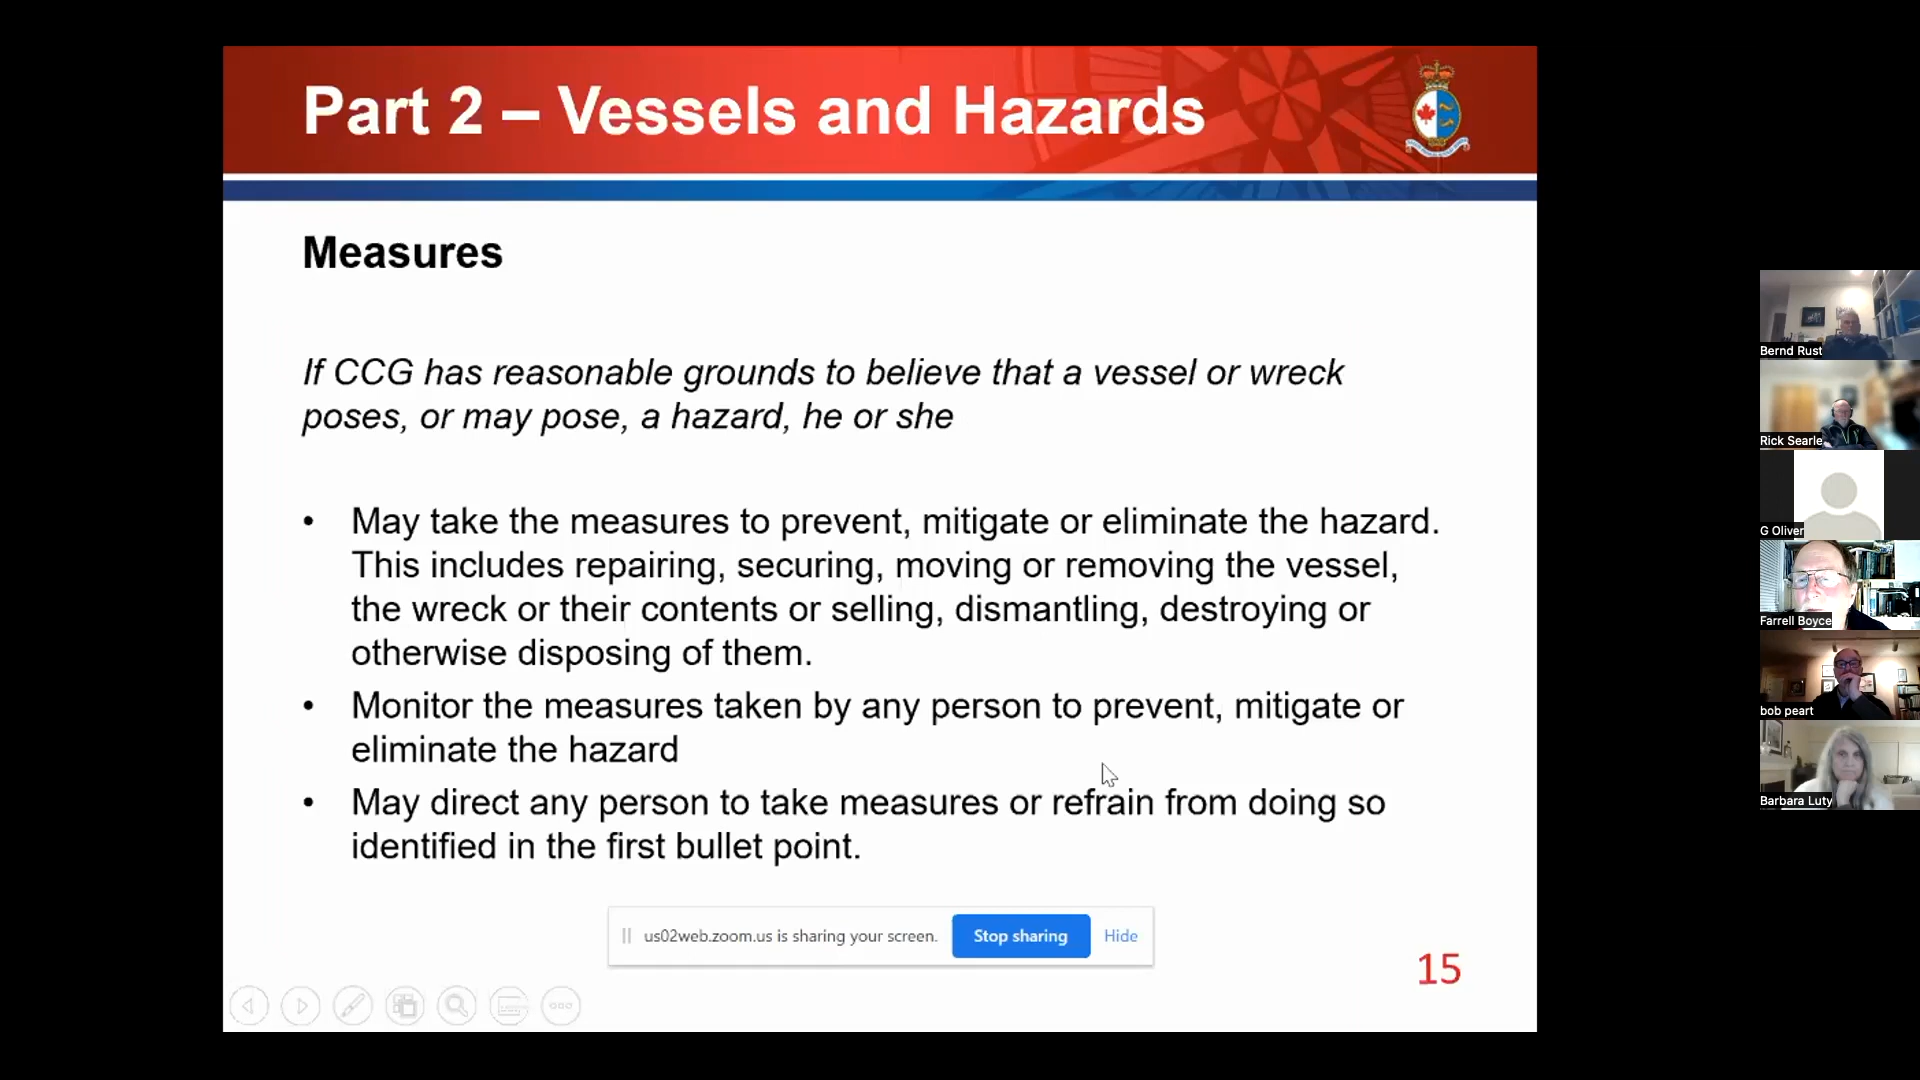 Part 2 – Vessels and Hazards
Measures
If CCG has reasonable grounds to believe that a vessel or wreck
poses, or may pose, a hazard, he or she
• May take the measures to prevent, mitigate or eliminate the hazard.
This includes repairing, securing, moving or removing the vessel,
the wreck or their contents or selling, dismantling, destroying or
otherwise disposing of them.
• Monitor the measures taken by any person to prevent, mitigate or
eliminate the hazard
• May direct any person to take measures or refrain from doing so
identified in the first bullet point.
us02web.zoom.us is sharing your screen. Stop sharing Hide
15
Bernd Rust
Rick Searle
G Oliver
Farrell Boyce
bob peart
Barbara Luty